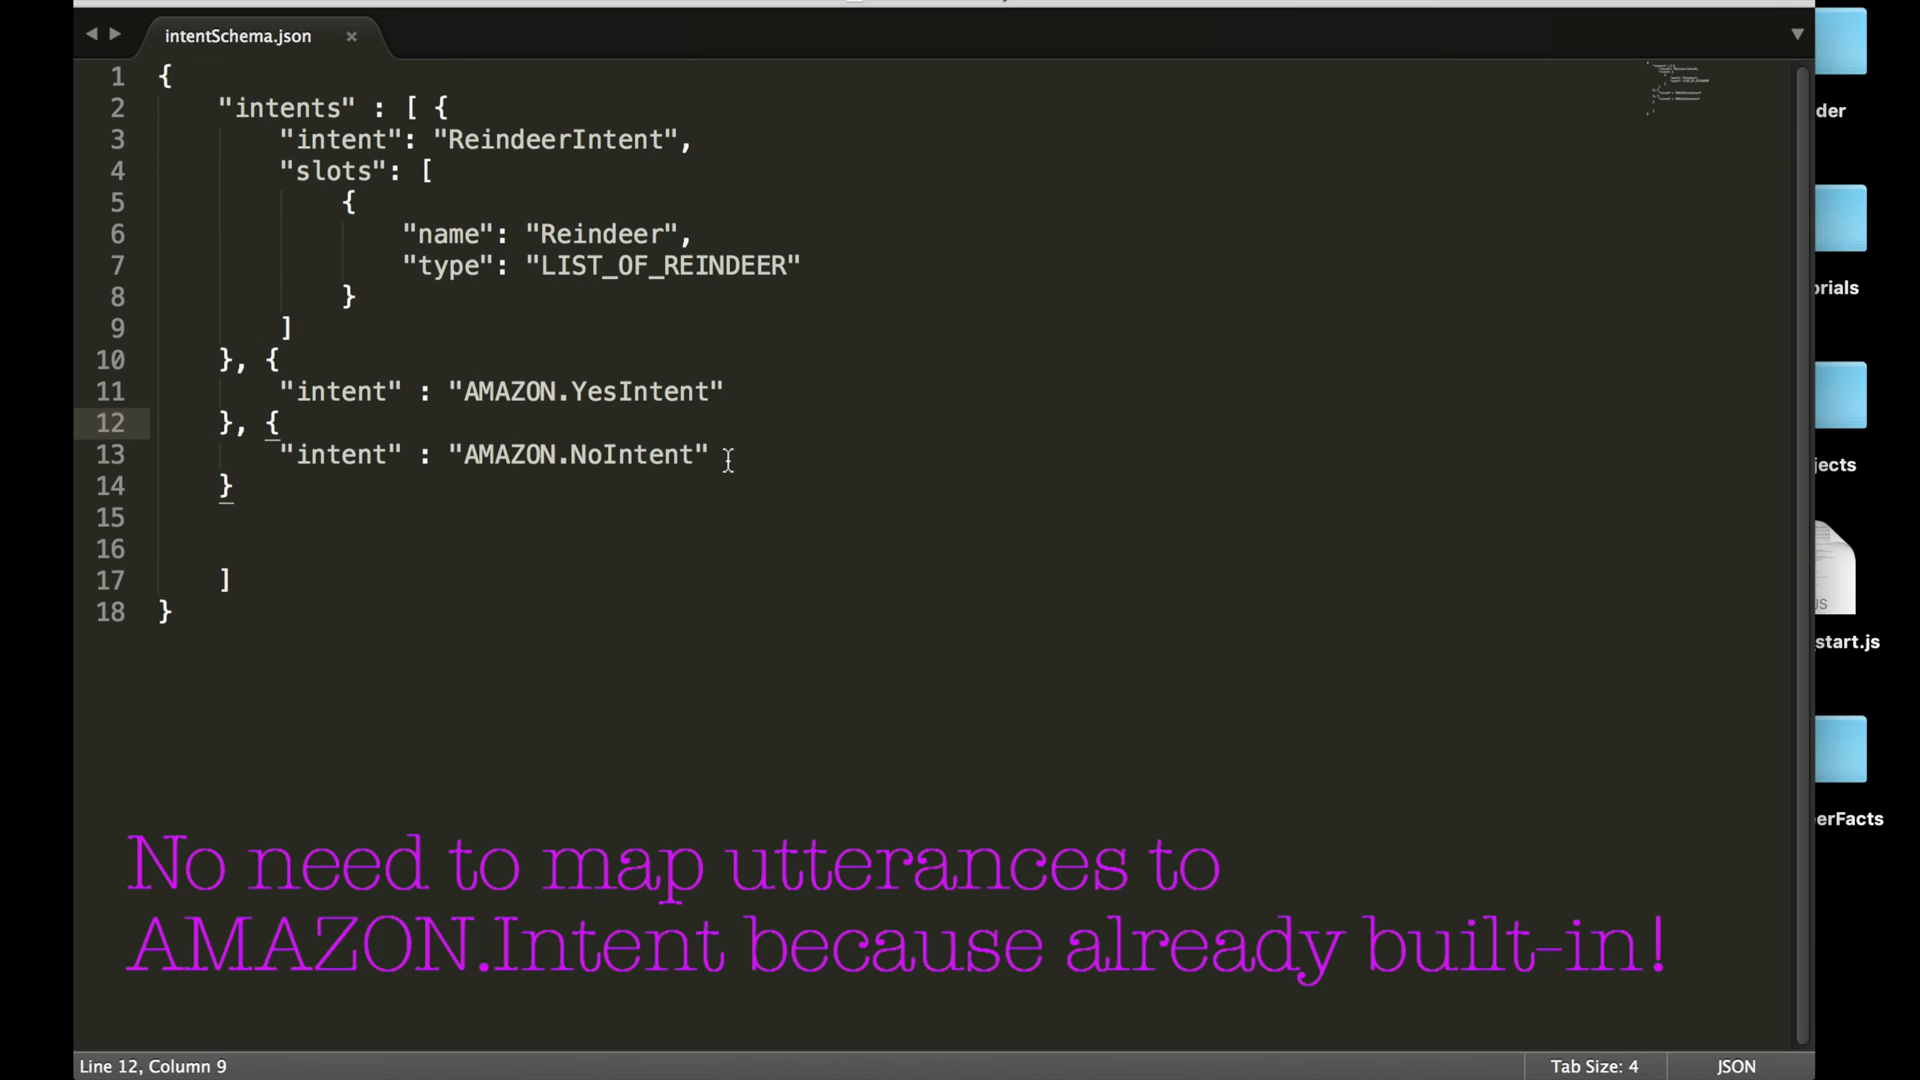 intentSchema.json ×
1 {
2 "intents" : [ {
3 "intent": "ReindeerIntent",
4 "slots": [
5 {
6 "name": "Reindeer",
7 "type": "LIST_OF_REINDEER"
8 }
9 ]
10 }, {
11 "intent" : "AMAZON.YesIntent"
12 }, {
13 "intent" : "AMAZON.NoIntent"
14 }
15
16
17 ]
18 }
No need to map utterances to
AMAZON.Intent because already built-in!
Line 12, Column 9
Tab Size: 4
JSON
der
orials
jects
JS
_start.js
erFacts